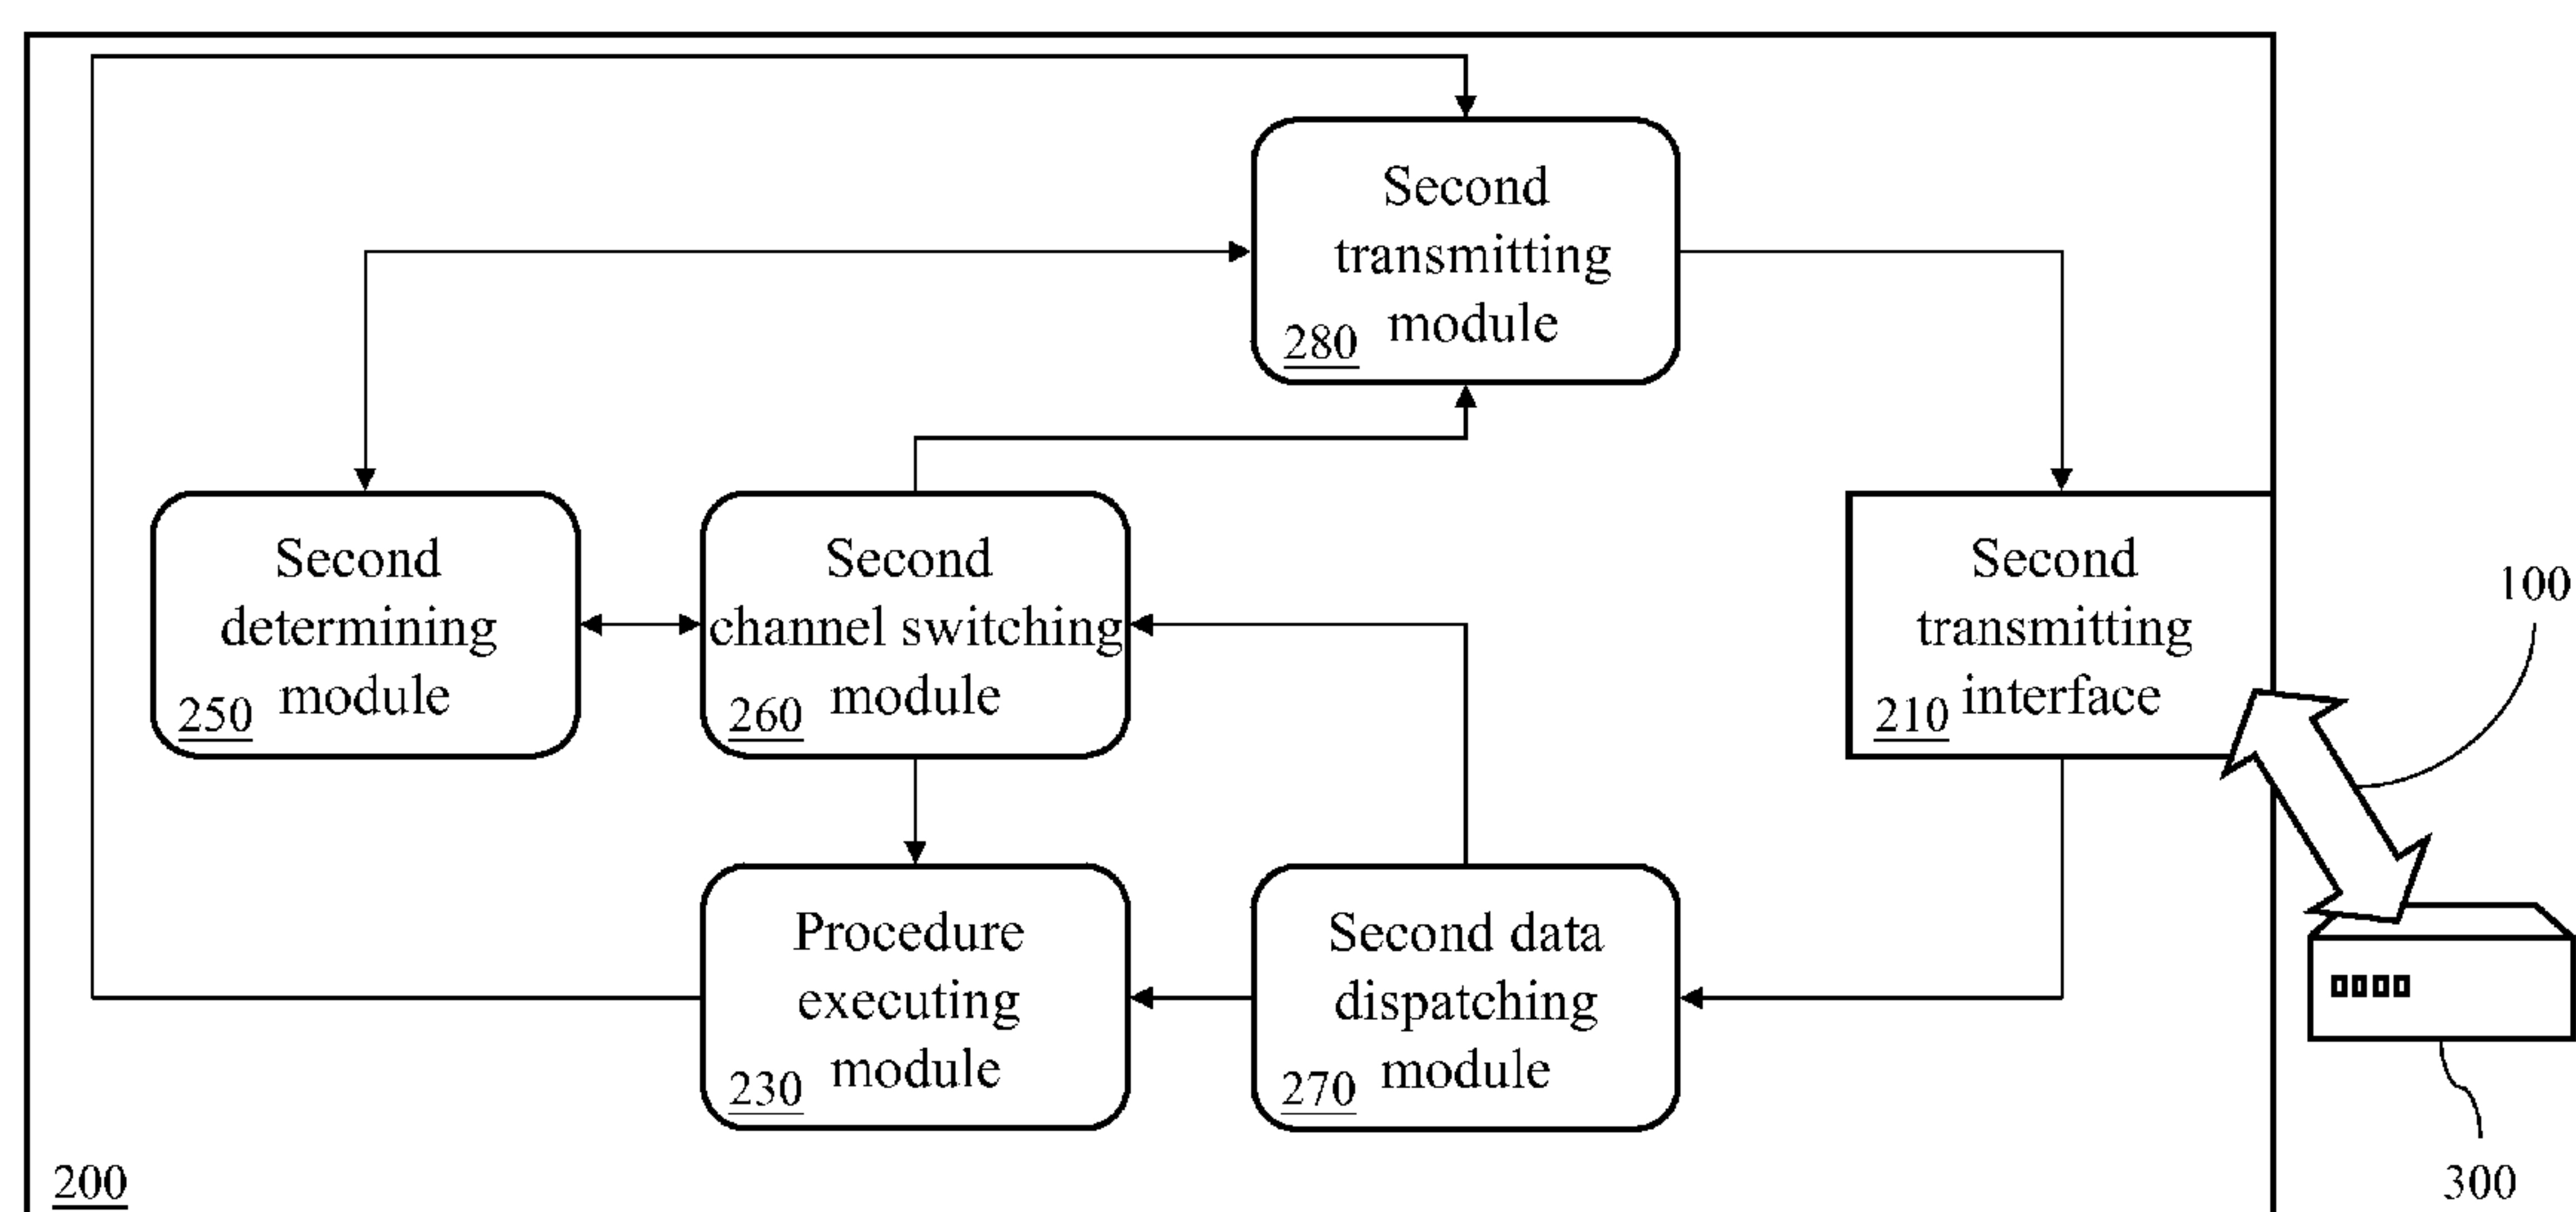 Second
transmitting
module
280
Second
determining
module
250
Second
channel switching
module
260
Second
transmitting
interface
210
100
Procedure
executing
module
230
Second data
dispatching
module
270
200
300